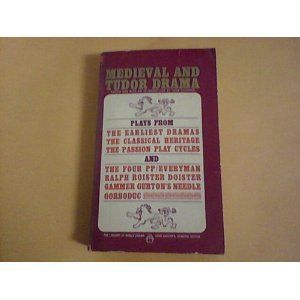 MEDIEVAL AND
TUDOR DRAMA
PLAYS FROM
THE EARLIEST DRAMAS
THE CLASSICAL HERITAGE
THE PASSION PLAY CYCLES
AND
THE FOUR PP/EVERYMAN
RALPH ROISTER DOISTER
GAMMER GURTON'S NEEDLE
GORBODUC